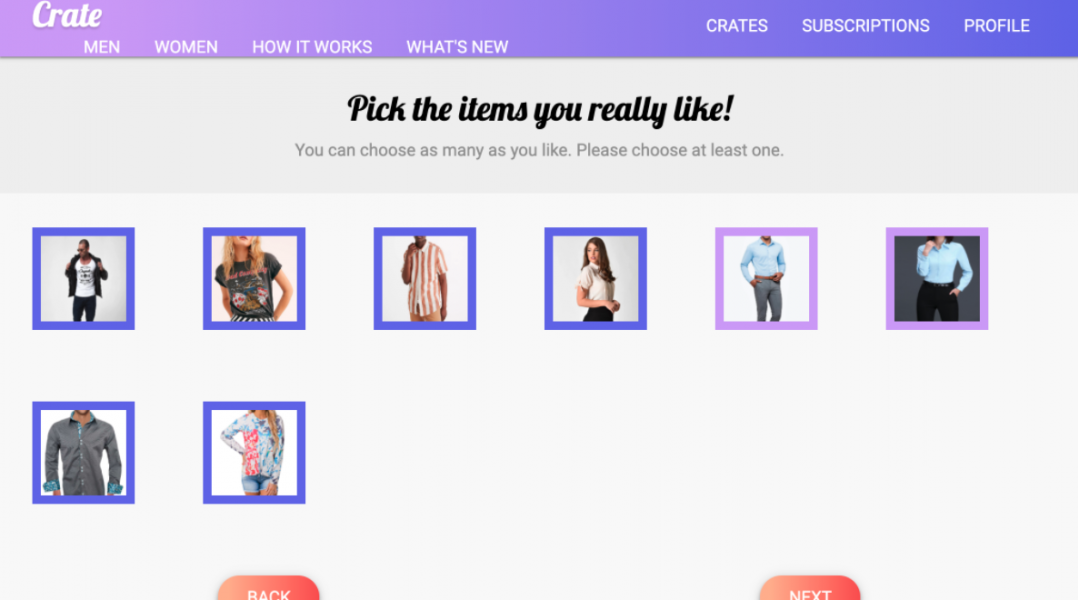 Crate
MEN WOMEN HOW IT WORKS WHAT'S NEW
CRATES SUBSCRIPTIONS PROFILE
Pick the items you really like!
You can choose as many as you like. Please choose at least one.
BACK
NEXT